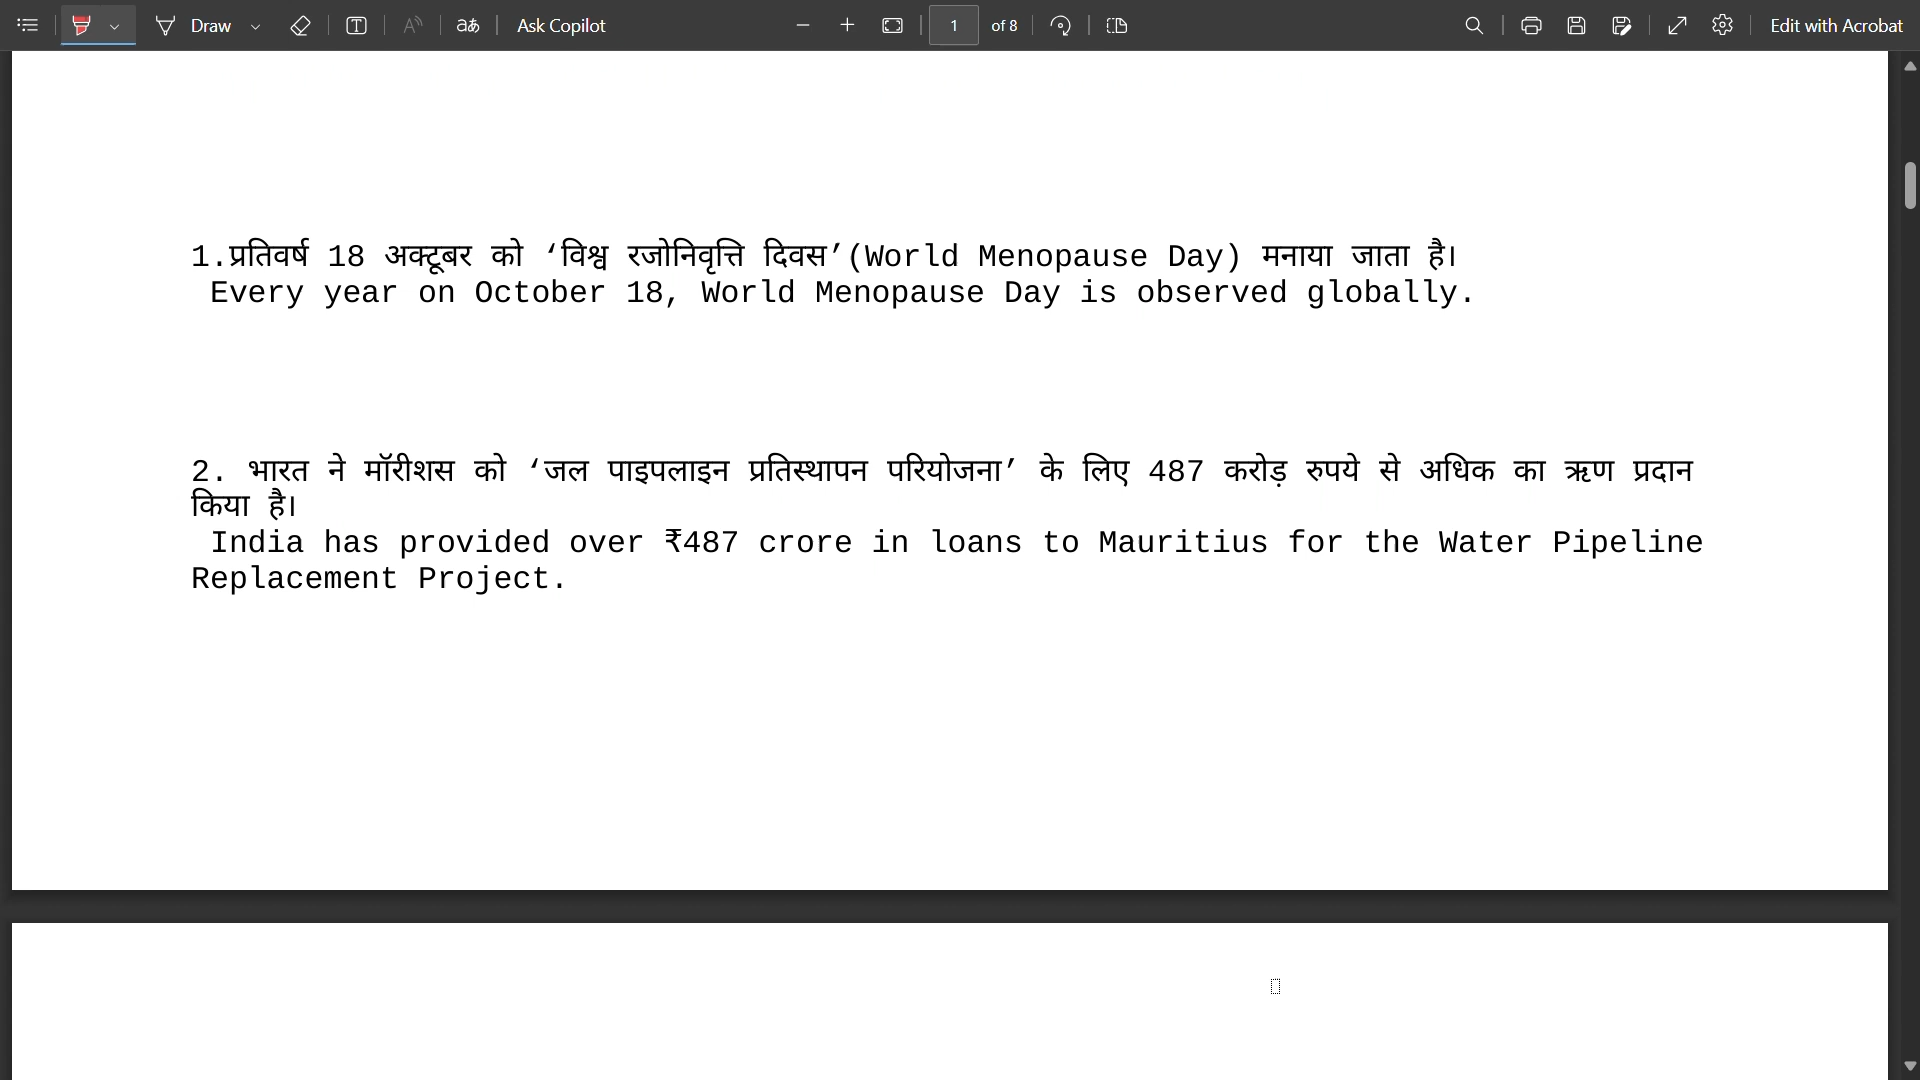 Draw aあ Ask Copilot 1 of 8 Edit with Acrobat
1.प्रतिवर्ष 18 अक्टूबर को ‘विश्व रजोनिवृत्ति दिवस’(World Menopause Day) मनाया जाता है।
Every year on October 18, World Menopause Day is observed globally.
2. भारत ने मॉरीशस को ‘जल पाइपलाइन प्रतिस्थापन परियोजना’ के लिए 487 करोड़ रुपये से अधिक का ऋण प्रदान
किया है।
India has provided over ₹487 crore in loans to Mauritius for the Water Pipeline
Replacement Project.